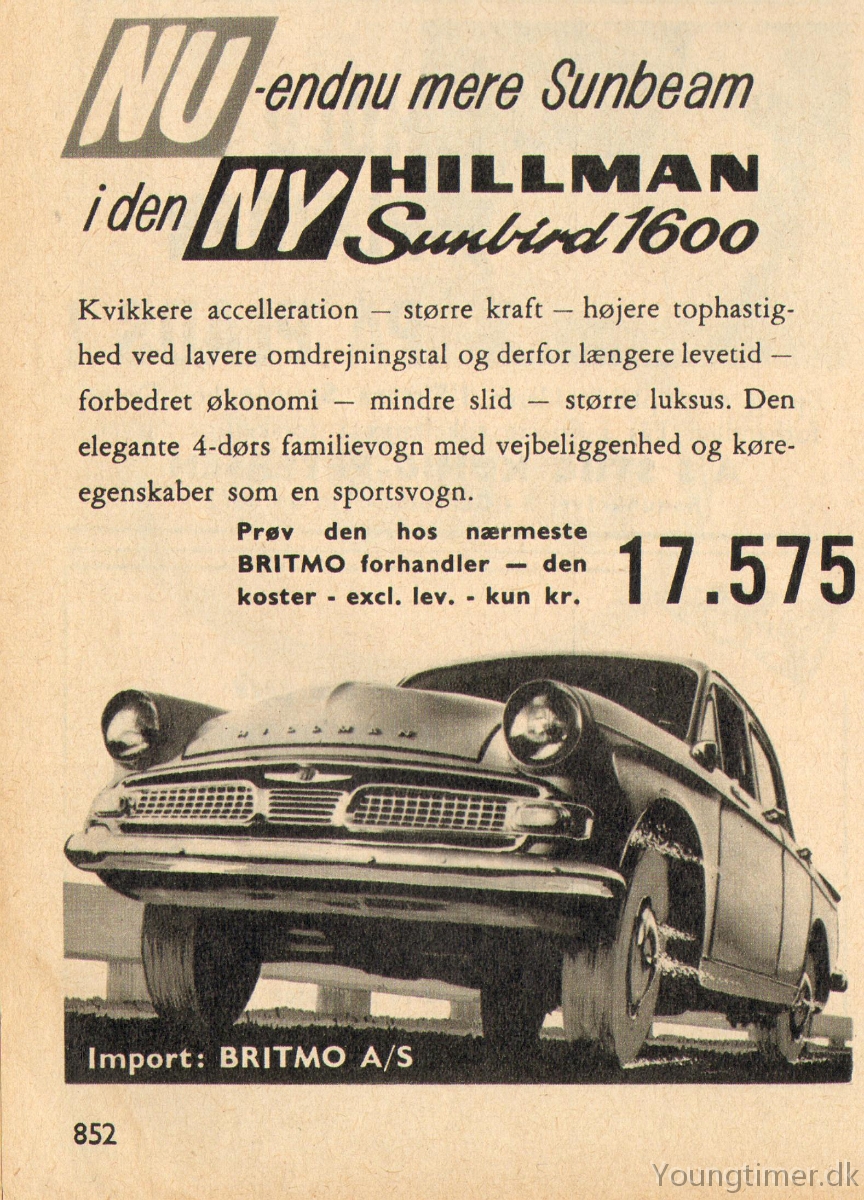 NU -endnu mere Sunbeam
i den NY HILLMAN
Sunbird 1600
Kvikkere accelleration — større kraft — højere tophastig-
hed ved lavere omdrejningstal og derfor længere levetid —
forbedret økonomi — mindre slid — større luksus. Den
elegante 4-dørs familievogn med vejbeliggenhed og køre-
egenskaber som en sportsvogn.
Prøv den hos nærmeste
BRITMO forhandler — den
koster - excl. lev. - kun kr. 17.575
HILLMAN
Import: BRITMO A/S
852
Youngtimer.dk